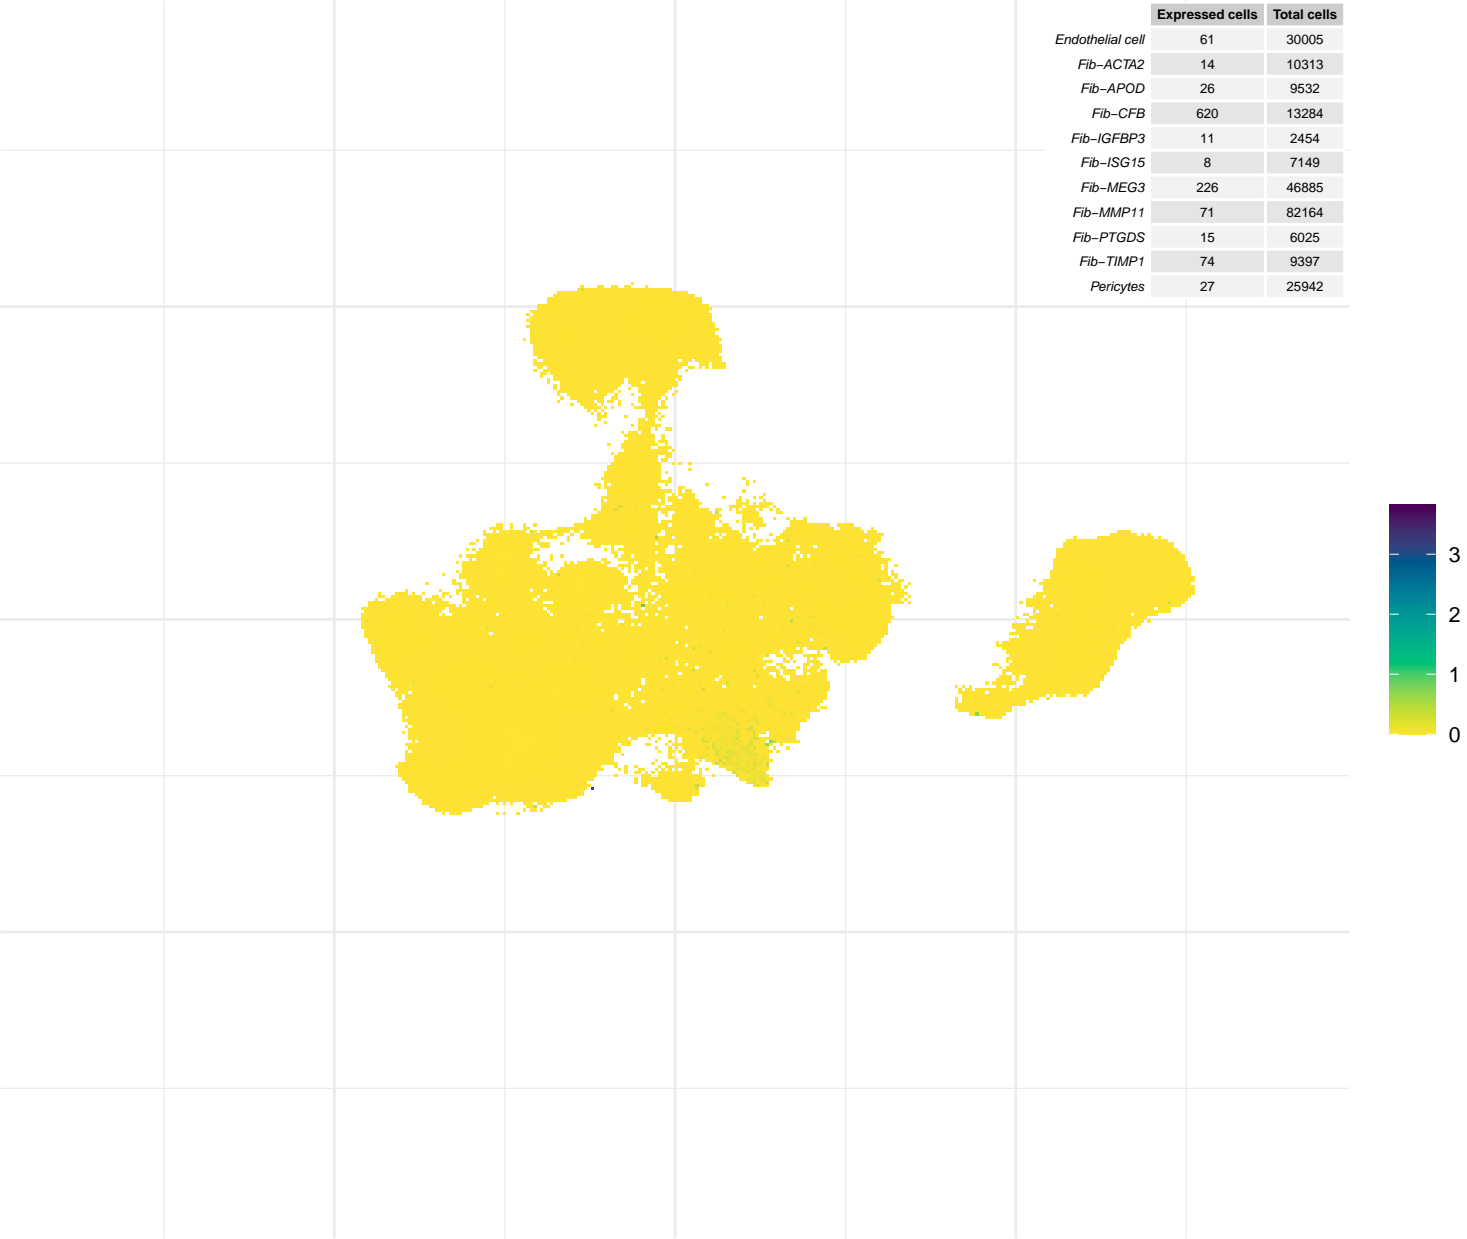 Expressed cells Total cells
Endothelial cell 61 30005
Fib−ACTA2 14 10313
Fib−APOD 26 9532
Fib−CFB 620 13284
Fib−IGFBP3 11 2454
Fib−ISG15 8 7149
Fib−MEG3 226 46885
Fib−MMP11 71 82164
Fib−PTGDS 15 6025
Fib−TIMP1 74 9397
Pericytes 27 25942
3
2
1
0